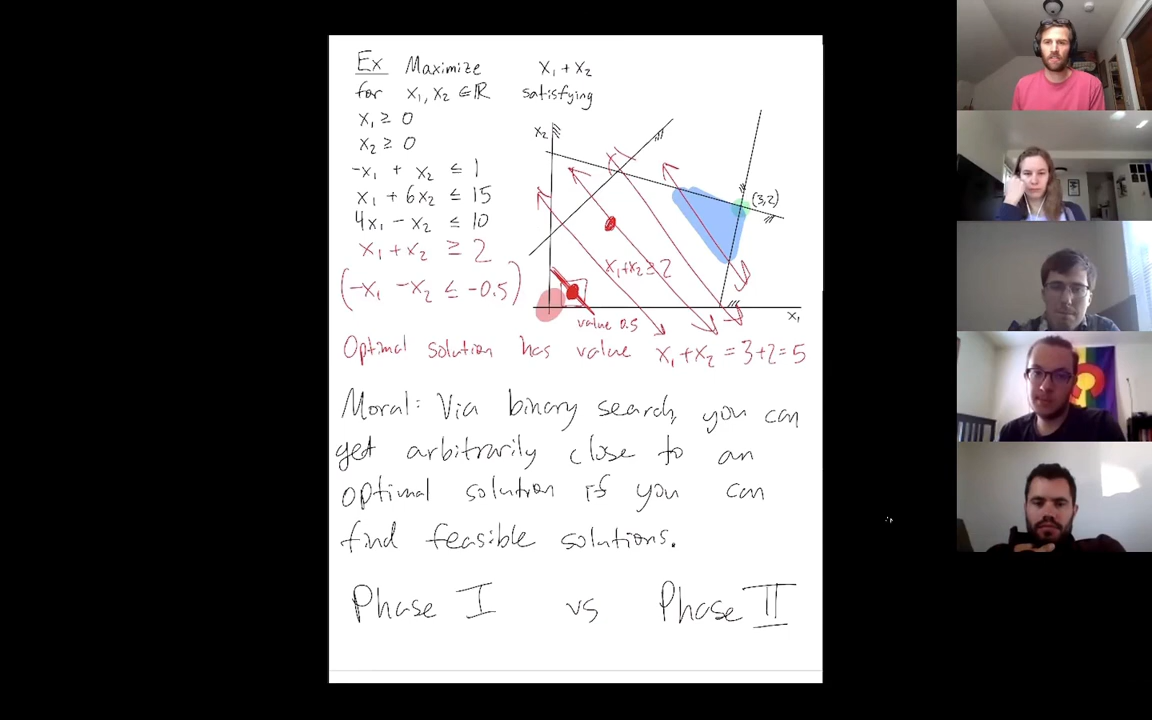 Ex Maximize x₁ + x₂
for x₁, x₂ ∈ ℝ satisfying
x₁ ≥ 0
x₂ ≥ 0
-x₁ + x₂ ≤ 1
x₁ + 6x₂ ≤ 15
4x₁ - x₂ ≤ 10
x₁ + x₂ ≥ 2
(-x₁ - x₂ ≤ -0.5)
x₂
(3,2)
x₁+x₂≥2
x₁
value 0.5
Optimal solution has value x₁+x₂ = 3+2=5
Moral: Via binary search, you can
get arbitrarily close to an
optimal solution if you can
find feasible solutions.
Phase I vs Phase II